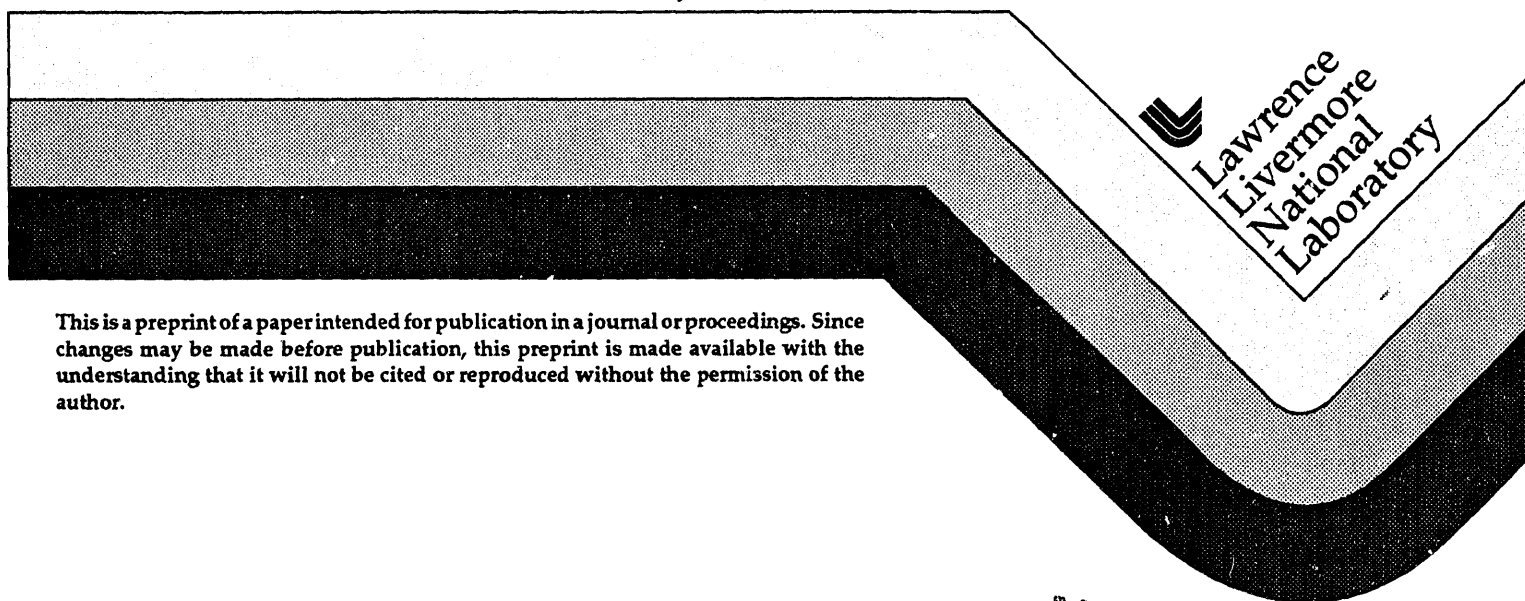 Lawrence
Livermore
National
Laboratory
This is a preprint of a paper intended for publication in a journal or proceedings. Since
changes may be made before publication, this preprint is made available with the
understanding that it will not be cited or reproduced without the permission of the
author.